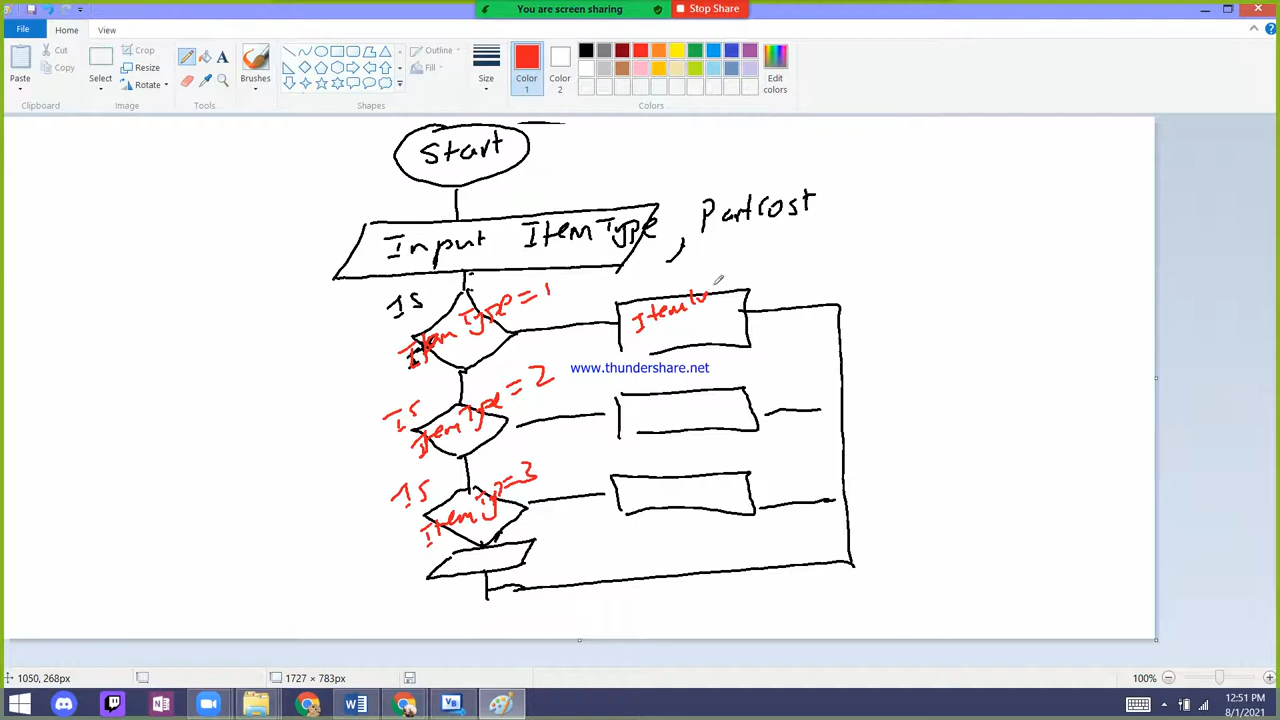 You are screen sharing Stop Share
File Home View
Paste Cut Copy Select Crop Resize Rotate Brushes Outline Fill Size Color 1 Color 2 Edit colors
Clipboard Image Tools Shapes Colors
Start
Input ItemType , Partcost
IS ItemType = 1
www.thundershare.net
IS ItemType = 2
IS ItemTyp = 3
1050, 268px 1727 × 783px 100%
12:51 PM
8/1/2021